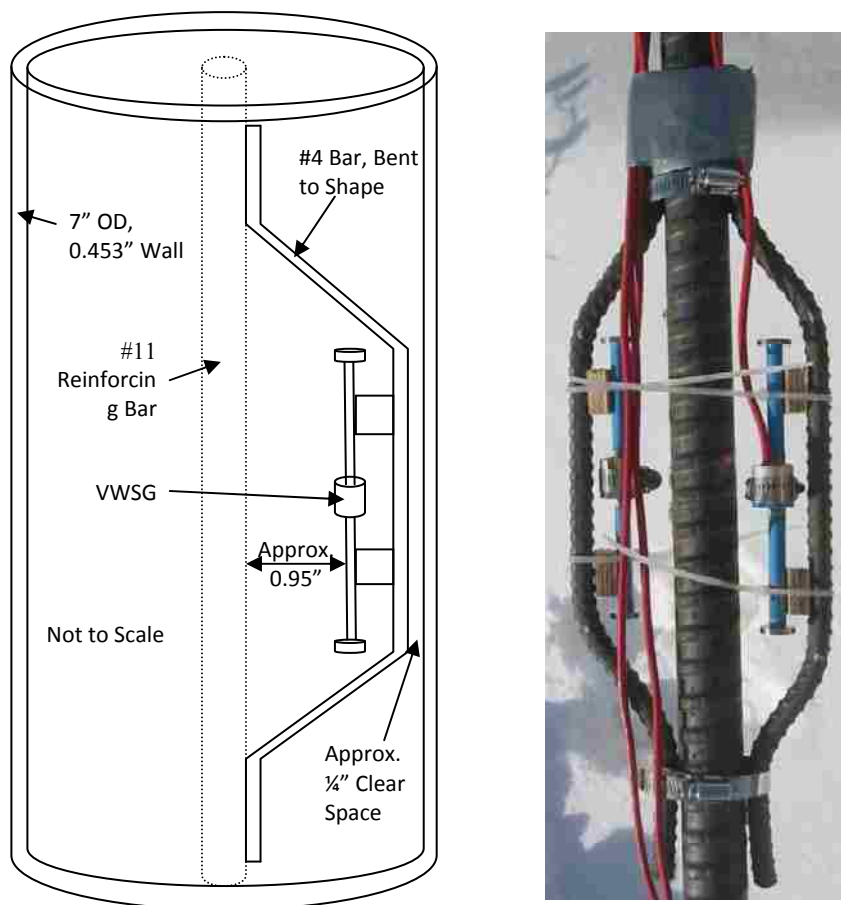 #4 Bar, Bent
to Shape
7” OD,
0.453” Wall
#11
Reinforcin
g Bar
VWSG
Approx.
0.95”
Not to Scale
Approx.
¼” Clear
Space